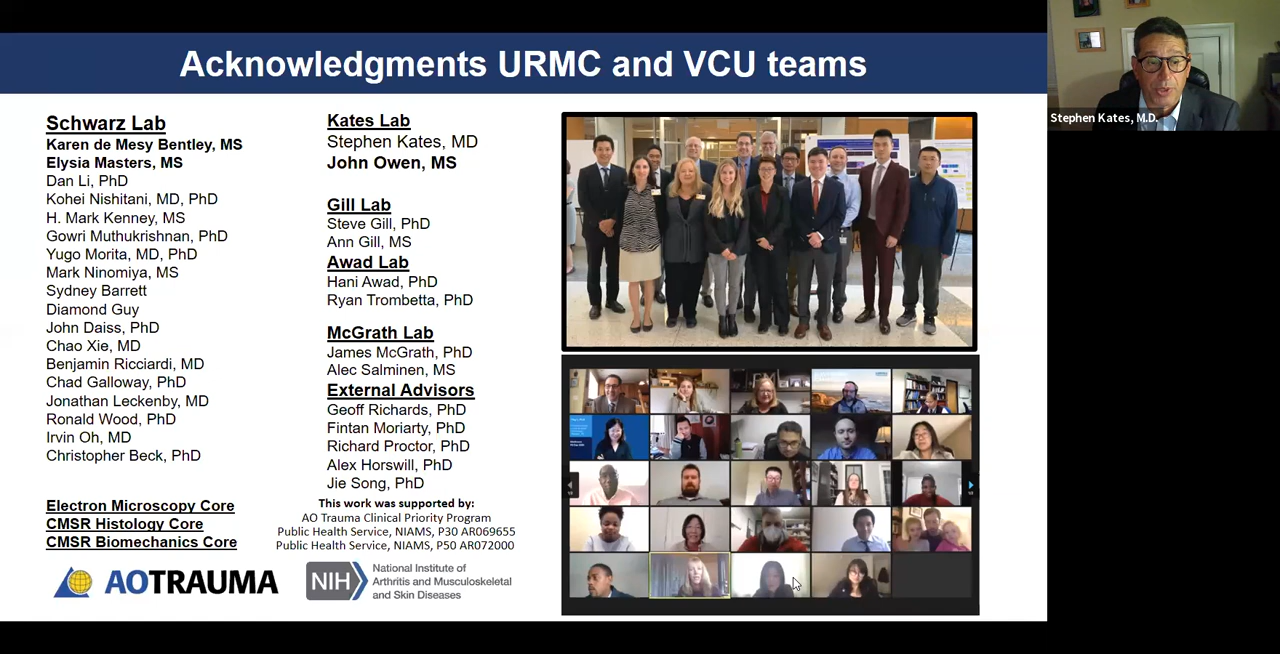 Acknowledgments URMC and VCU teams
Schwarz Lab
Karen de Mesy Bentley, MS
Elysia Masters, MS
Dan Li, PhD
Kohei Nishitani, MD, PhD
H. Mark Kenney, MS
Gowri Muthukrishnan, PhD
Yugo Morita, MD, PhD
Mark Ninomiya, MS
Sydney Barrett
Diamond Guy
John Daiss, PhD
Chao Xie, MD
Benjamin Ricciardi, MD
Chad Galloway, PhD
Jonathan Leckenby, MD
Ronald Wood, PhD
Irvin Oh, MD
Christopher Beck, PhD
Electron Microscopy Core
CMSR Histology Core
CMSR Biomechanics Core
AOTRAUMA
Kates Lab
Stephen Kates, MD
John Owen, MS
Gill Lab
Steve Gill, PhD
Ann Gill, MS
Awad Lab
Hani Awad, PhD
Ryan Trombetta, PhD
McGrath Lab
James McGrath, PhD
Alec Salminen, MS
External Advisors
Geoff Richards, PhD
Fintan Moriarty, PhD
Richard Proctor, PhD
Alex Horswill, PhD
Jie Song, PhD
This work was supported by:
AO Trauma Clinical Priority Program
Public Health Service, NIAMS, P30 AR069655
Public Health Service, NIAMS, P50 AR072000
NIH
National Institute of
Arthritis and Musculoskeletal
and Skin Diseases
Stephen Kates, M.D.